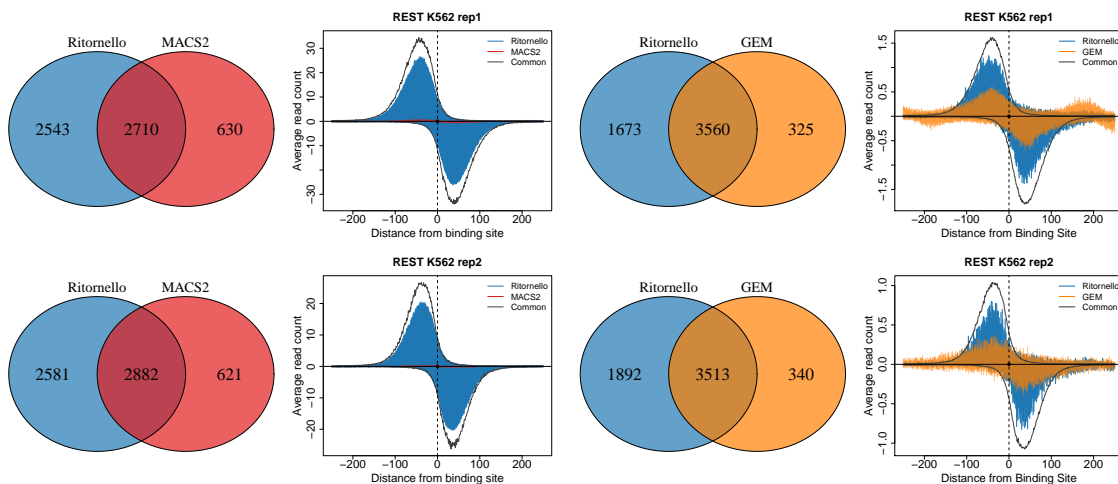 Ritornello MACS2
2543 2710 630
REST K562 rep1
Average read count
30
10
0
−10
−30
−200 −100 0 100 200
Distance from binding site
Ritornello
MACS2
Common
Ritornello GEM
1673 3560 325
REST K562 rep1
Average read count
1.5
0.5
−0.5
−1.5
−200 −100 0 100 200
Distance from Binding Site
Ritornello
GEM
Common
Ritornello MACS2
2581 2882 621
REST K562 rep2
Average read count
20
10
0
−10
−20
−200 −100 0 100 200
Distance from binding site
Ritornello
MACS2
Common
Ritornello GEM
1892 3513 340
REST K562 rep2
Average read count
1.0
0.5
0.0
−1.0
−200 −100 0 100 200
Distance from Binding Site
Ritornello
GEM
Common